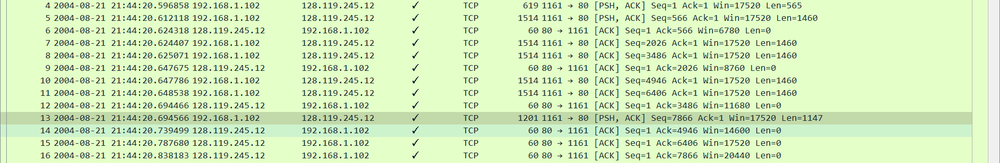 4 2004-08-21 21:44:20.596858 192.168.1.102 128.119.245.12 ✓ TCP 619 1161 → 80 [PSH, ACK] Seq=1 Ack=1 Win=17520 Len=565
5 2004-08-21 21:44:20.612118 192.168.1.102 128.119.245.12 ✓ TCP 1514 1161 → 80 [PSH, ACK] Seq=566 Ack=1 Win=17520 Len=1460
6 2004-08-21 21:44:20.624318 128.119.245.12 192.168.1.102 ✓ TCP 60 80 → 1161 [ACK] Seq=1 Ack=566 Win=6780 Len=0
7 2004-08-21 21:44:20.624407 192.168.1.102 128.119.245.12 ✓ TCP 1514 1161 → 80 [ACK] Seq=2026 Ack=1 Win=17520 Len=1460
8 2004-08-21 21:44:20.625071 192.168.1.102 128.119.245.12 ✓ TCP 1514 1161 → 80 [ACK] Seq=3486 Ack=1 Win=17520 Len=1460
9 2004-08-21 21:44:20.647675 128.119.245.12 192.168.1.102 ✓ TCP 60 80 → 1161 [ACK] Seq=1 Ack=2026 Win=8760 Len=0
10 2004-08-21 21:44:20.647786 192.168.1.102 128.119.245.12 ✓ TCP 1514 1161 → 80 [ACK] Seq=4946 Ack=1 Win=17520 Len=1460
11 2004-08-21 21:44:20.648538 192.168.1.102 128.119.245.12 ✓ TCP 1514 1161 → 80 [ACK] Seq=6406 Ack=1 Win=17520 Len=1460
12 2004-08-21 21:44:20.694466 128.119.245.12 192.168.1.102 ✓ TCP 60 80 → 1161 [ACK] Seq=1 Ack=3486 Win=11680 Len=0
13 2004-08-21 21:44:20.694566 192.168.1.102 128.119.245.12 ✓ TCP 1201 1161 → 80 [PSH, ACK] Seq=7866 Ack=1 Win=17520 Len=1147
14 2004-08-21 21:44:20.739499 128.119.245.12 192.168.1.102 ✓ TCP 60 80 → 1161 [ACK] Seq=1 Ack=4946 Win=14600 Len=0
15 2004-08-21 21:44:20.787680 128.119.245.12 192.168.1.102 ✓ TCP 60 80 → 1161 [ACK] Seq=1 Ack=6406 Win=17520 Len=0
16 2004-08-21 21:44:20.838183 128.119.245.12 192.168.1.102 ✓ TCP 60 80 → 1161 [ACK] Seq=1 Ack=7866 Win=20440 Len=0